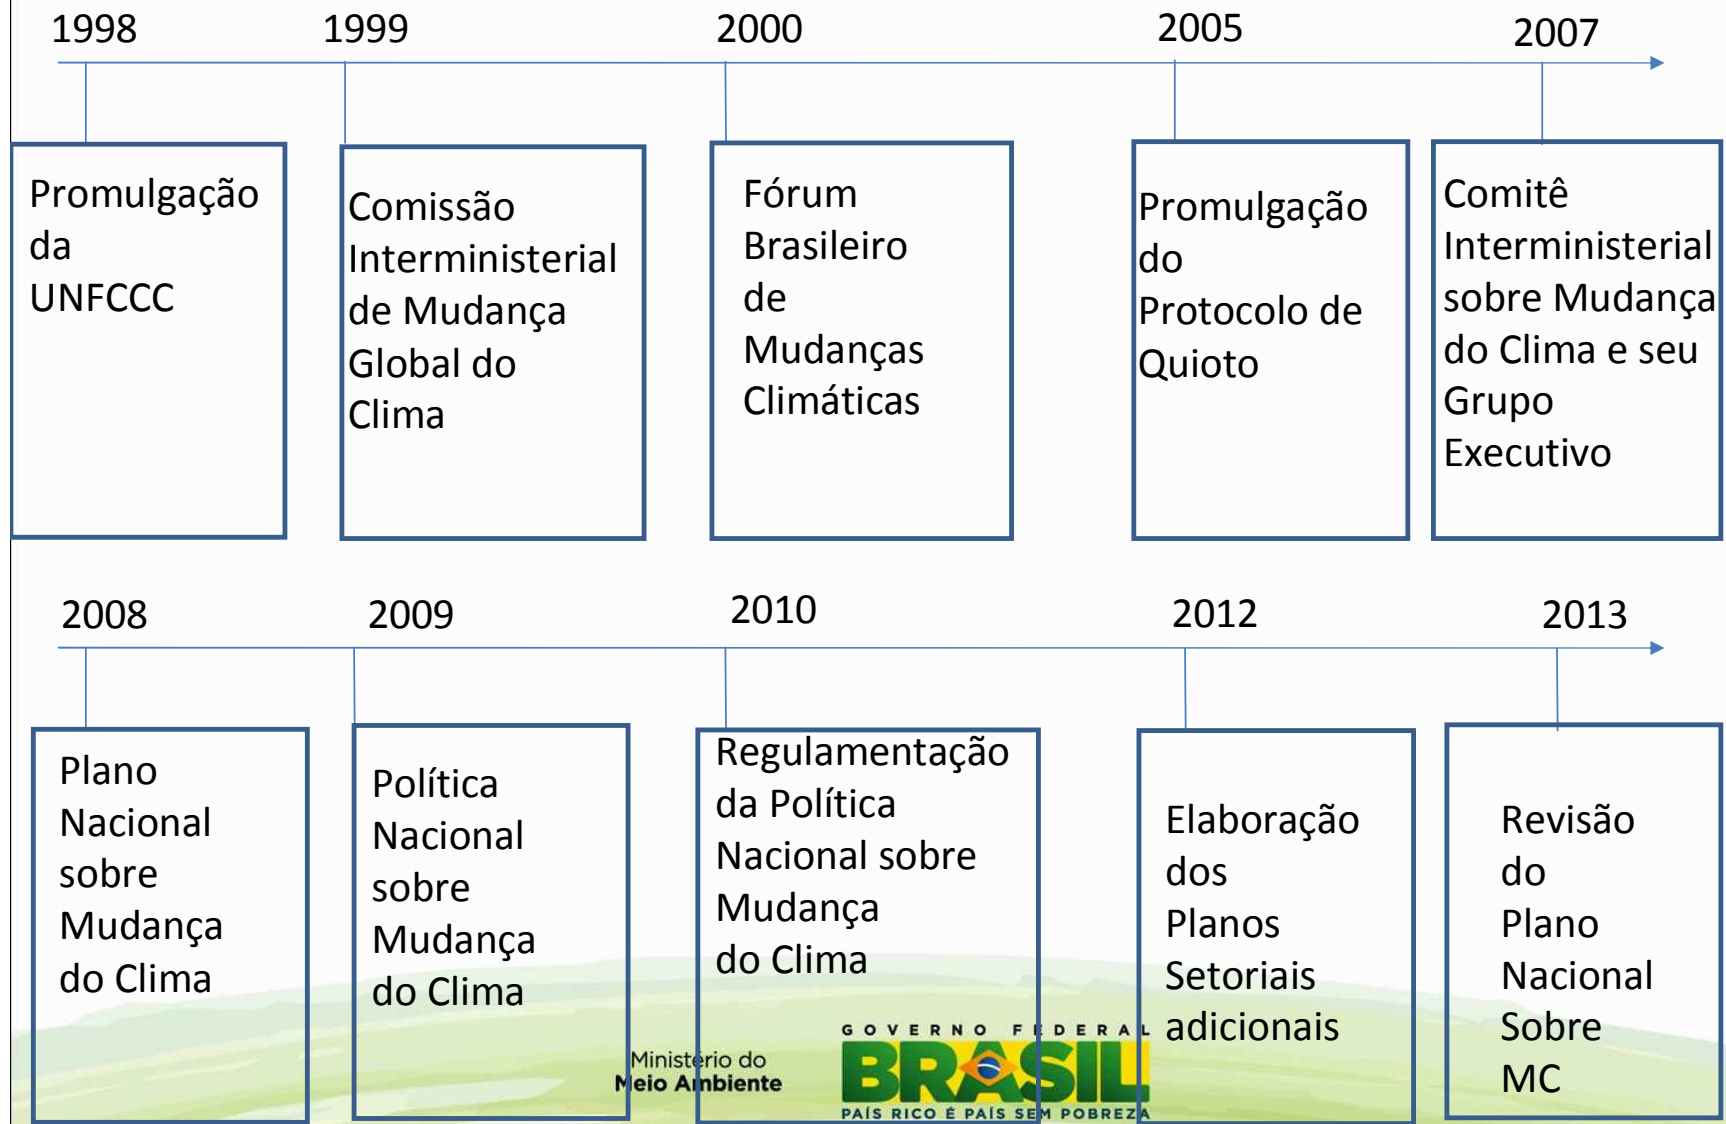 1998
1999
2000
2005
2007
Promulgação
da
UNFCCC
Comissão
Interministerial
de Mudança
Global do
Clima
Fórum
Brasileiro
de
Mudanças
Climáticas
Promulgação
do
Protocolo de
Quioto
Comitê
Interministerial
sobre Mudança
do Clima e seu
Grupo
Executivo
2008
2009
2010
2012
2013
Plano
Nacional
sobre
Mudança
do Clima
Política
Nacional
sobre
Mudança
do Clima
Regulamentação
da Política
Nacional sobre
Mudança
do Clima
Elaboração
dos
Planos
Setoriais
adicionais
Revisão
do
Plano
Nacional
Sobre
MC
Ministério do
Meio Ambiente
GOVERNO FEDERAL
BRASIL
PAÍS RICO É PAÍS SEM POBREZA